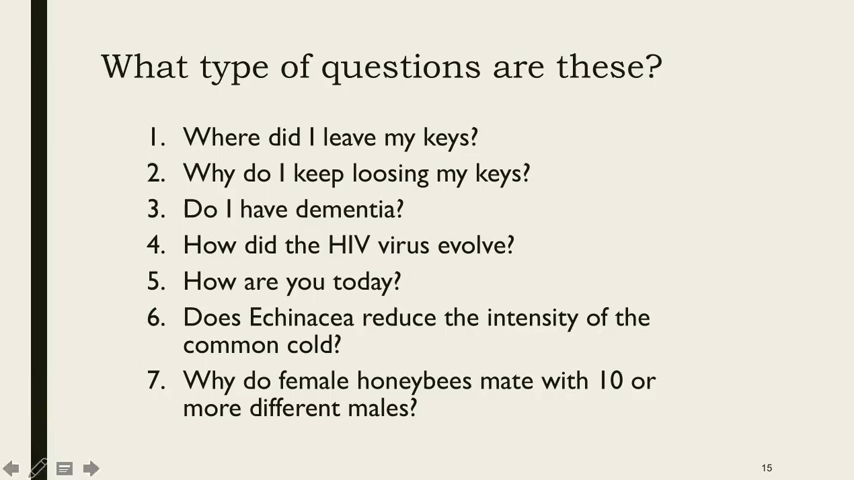 What type of questions are these?
1. Where did I leave my keys?
2. Why do I keep loosing my keys?
3. Do I have dementia?
4. How did the HIV virus evolve?
5. How are you today?
6. Does Echinacea reduce the intensity of the
common cold?
7. Why do female honeybees mate with 10 or
more different males?
15